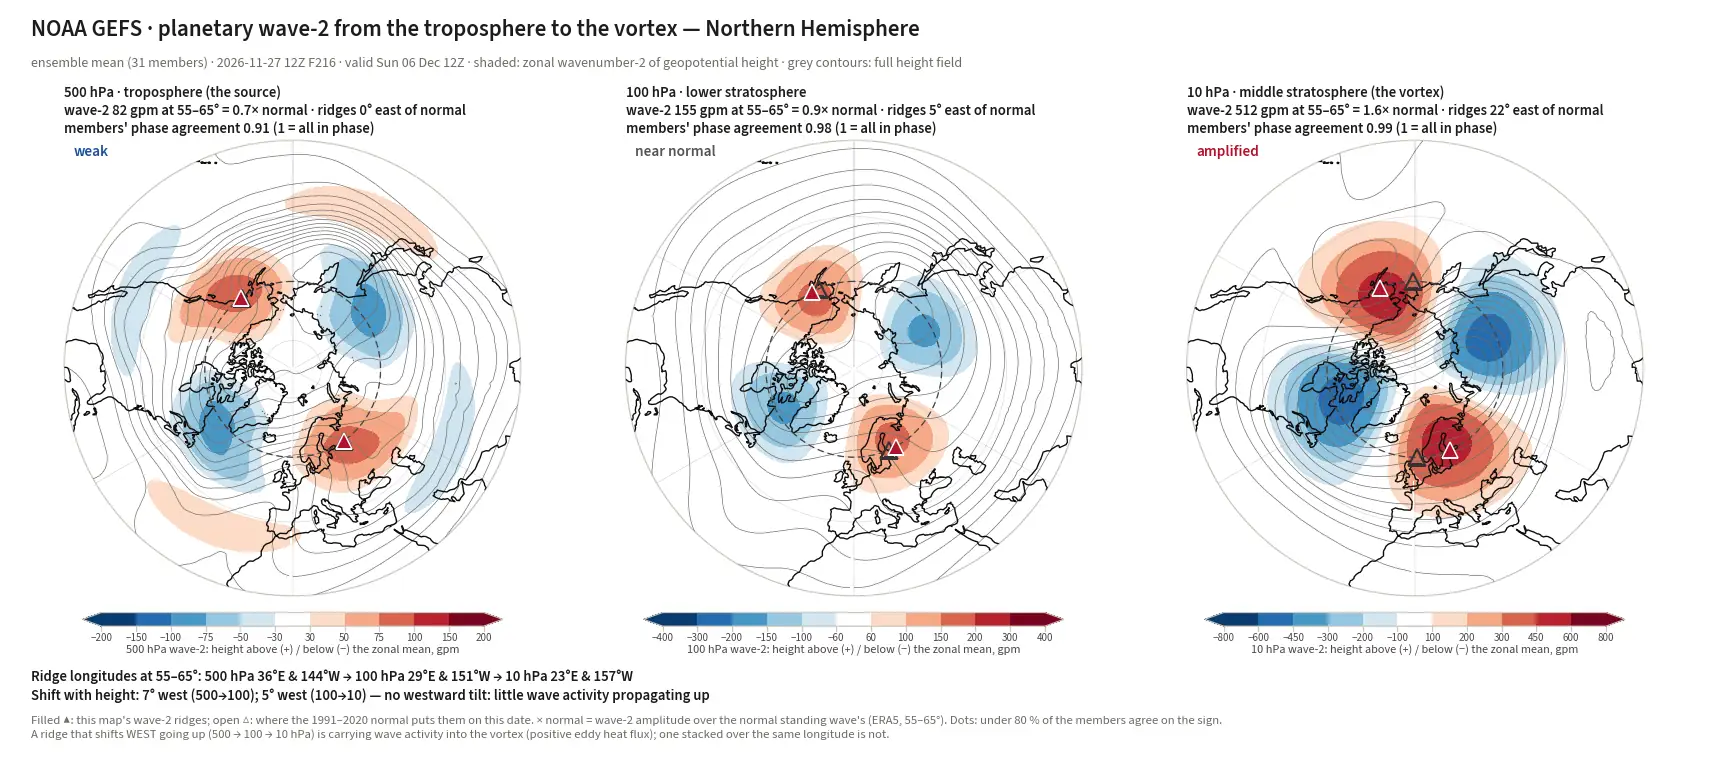 NOAA GEFS · planetary wave-2 from the troposphere to the vortex — Northern Hemisphere
ensemble mean (31 members) · 2026-11-27 12Z F216 · valid Sun 06 Dec 12Z · shaded: zonal wavenumber-2 of geopotential height · grey contours: full height field
500 hPa · troposphere (the source)
wave-2 82 gpm at 55–65° = 0.7× normal · ridges 0° east of normal
members' phase agreement 0.91 (1 = all in phase)
weak
100 hPa · lower stratosphere
wave-2 155 gpm at 55–65° = 0.9× normal · ridges 5° east of normal
members' phase agreement 0.98 (1 = all in phase)
near normal
10 hPa · middle stratosphere (the vortex)
wave-2 512 gpm at 55–65° = 1.6× normal · ridges 22° east of normal
members' phase agreement 0.99 (1 = all in phase)
amplified
−200 −150 −100 −75 −50 −30 30 50 75 100 150 200
500 hPa wave-2: height above (+) / below (−) the zonal mean, gpm
−400 −300 −200 −150 −100 −60 60 100 150 200 300 400
100 hPa wave-2: height above (+) / below (−) the zonal mean, gpm
−800 −600 −450 −300 −200 −100 100 200 300 450 600 800
10 hPa wave-2: height above (+) / below (−) the zonal mean, gpm
Ridge longitudes at 55–65°: 500 hPa 36°E & 144°W → 100 hPa 29°E & 151°W → 10 hPa 23°E & 157°W
Shift with height: 7° west (500→100); 5° west (100→10) — no westward tilt: little wave activity propagating up
Filled ▲: this map's wave-2 ridges; open △: where the 1991–2020 normal puts them on this date. × normal = wave-2 amplitude over the normal standing wave's (ERA5, 55–65°). Dots: under 80 % of the members agree on the sign.
A ridge that shifts WEST going up (500 → 100 → 10 hPa) is carrying wave activity into the vortex (positive eddy heat flux); one stacked over the same longitude is not.